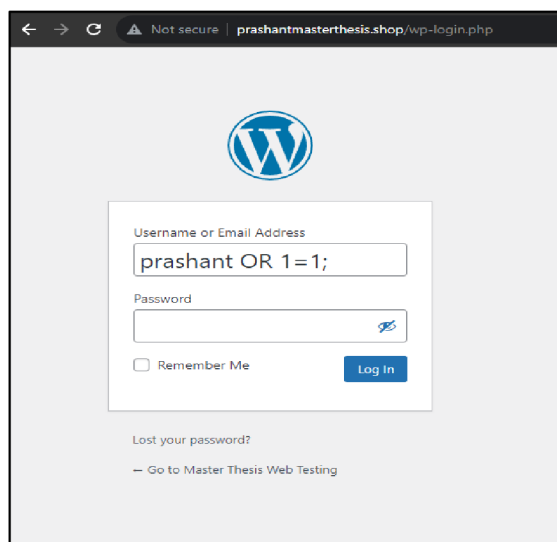 Not secure | prashantmasterthesis.shop/wp-login.php
Username or Email Address
prashant OR 1=1;
Password
Remember Me
Log In
Lost your password?
← Go to Master Thesis Web Testing